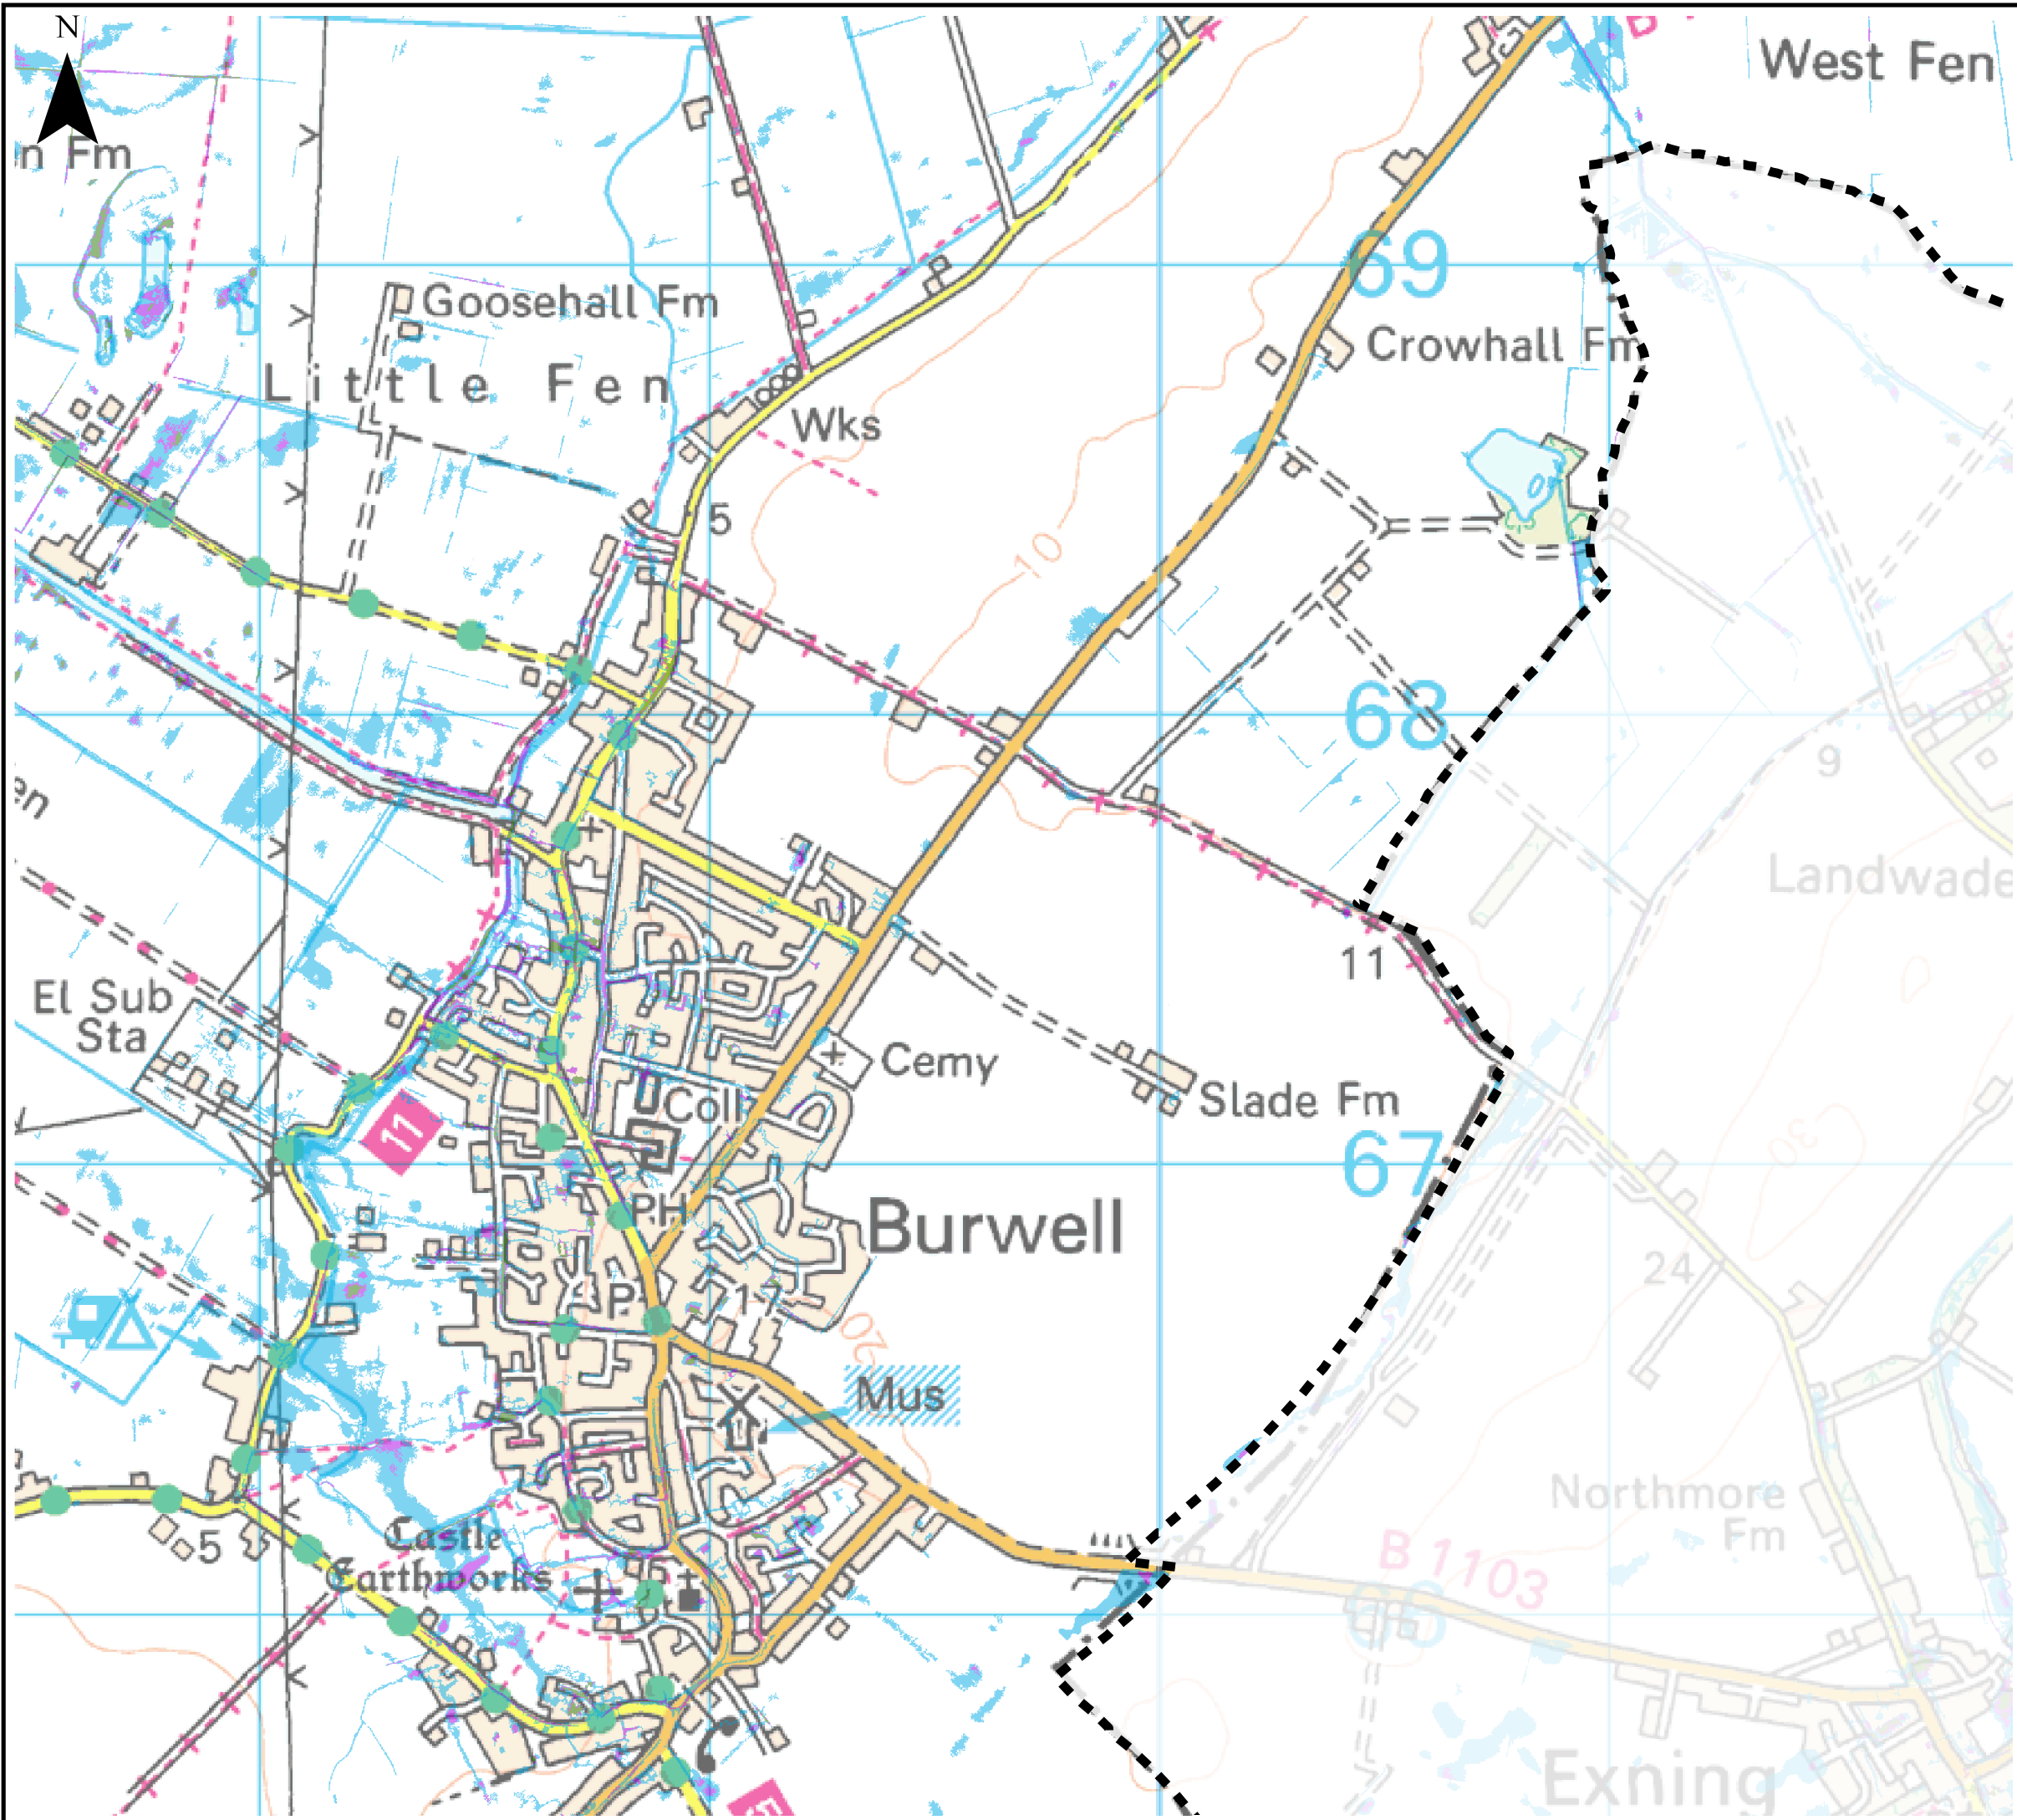 N
West Fen
n Fm
69
Goosehall Fm
Crowhall Fm
Little Fen
Wks
5
10
68
9
en
Landwade
11
El Sub
Sta
Cemy
Coll
Slade Fm
11
30
67
PH
Burwell
24
P
17
20
Mus
Northmore
Fm
5
Castle
Earthworks
B 1103
66
Exning